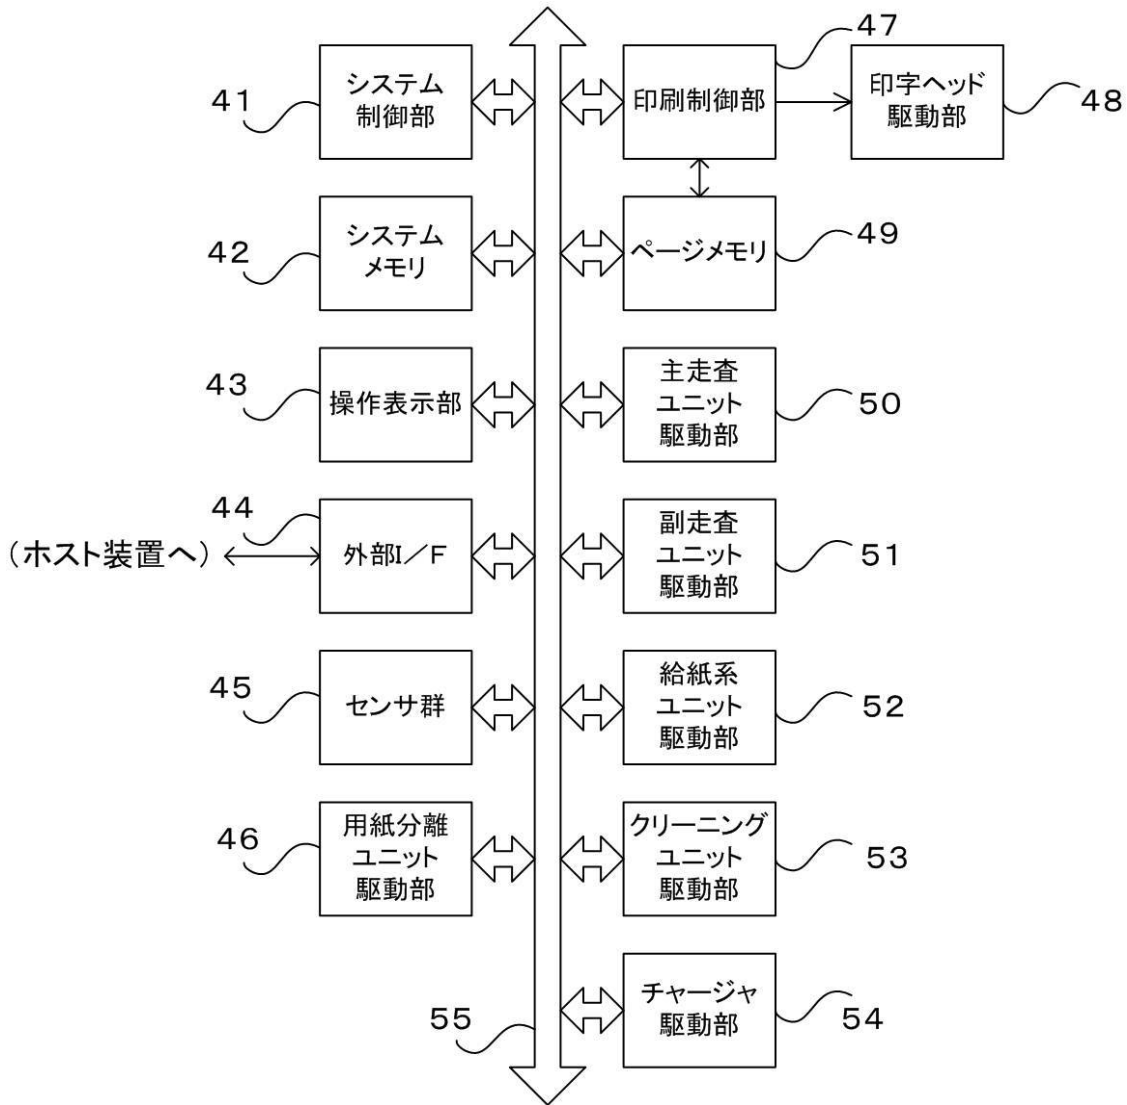 41
システム
制御部
印刷制御部
47
印字ヘッド
駆動部
48
42
システム
メモリ
ページメモリ
49
43
操作表示部
主走査
ユニット
駆動部
50
44
(ホスト装置へ)
外部I/F
副走査
ユニット
駆動部
51
45
センサ群
給紙系
ユニット
駆動部
52
46
用紙分離
ユニット
駆動部
クリーニング
ユニット
駆動部
53
55
チャージャ
駆動部
54